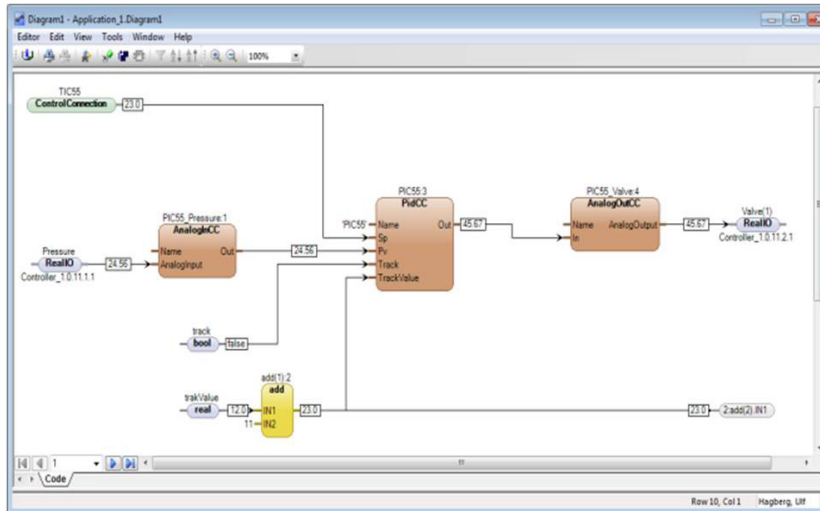 Diagram1 - Application_1.Diagram1
Editor Edit View Tools Window Help
100%
TIC55
ControlConnection 23.0
PIC55:3
PidCC
'PIC55' Name Out 45.67
Sp
Pv
Track
TrackValue
PIC55_Valve:4
AnalogOutCC
Name AnalogOutput 45.67
In
Valve(1)
RealIO
Controller_1.0.11.2.1
PIC55_Pressure:1
AnalogInCC
Name Out 24.56
AnalogInput
Pressure
RealIO 24.56
Controller_1.0.11.1.1
track
bool false
add(1):2
add
trakValue
real 12.0 IN1 23.0
11 IN2
23.0 2:add(2).IN1
1
Code
Row 10, Col 1 Hagberg, Ulf